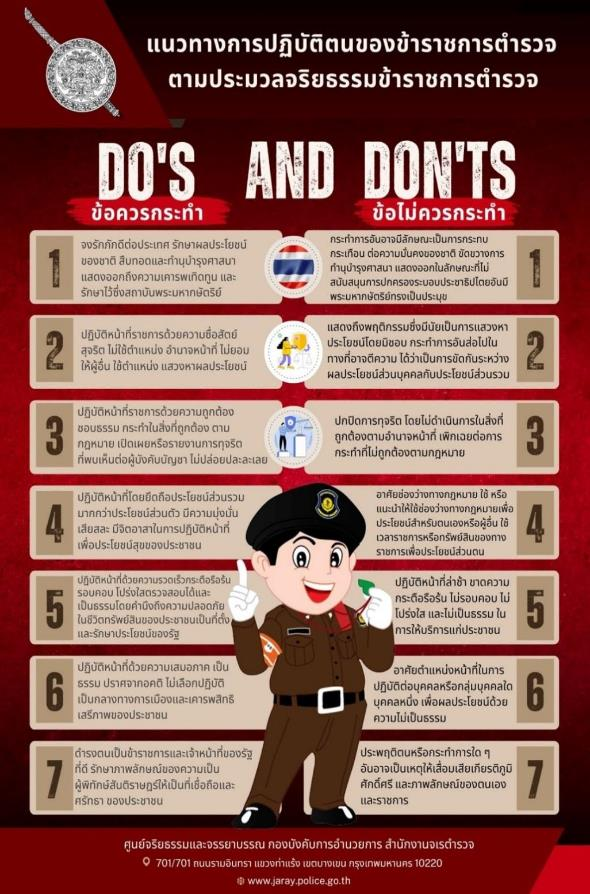 แนวทางการปฏิบัติตนของข้าราชการตำรวจ
ตามประมวลจริยธรรมข้าราชการตำรวจ
DO'S AND DON'TS
ข้อควรกระทำ
ข้อไม่ควรกระทำ
1
จงรักภักดีต่อประเทศ รักษาผลประโยชน์
ของชาติ สืบทอดและทำนุบำรุงศาสนา
แสดงออกถึงความเคารพเทิดทูน และ
รักษาไว้ซึ่งสถาบันพระมหากษัตริย์
กระทำการอันอาจมีลักษณะเป็นการกระทบ
กระเทือน ต่อความมั่นคงของชาติ ขัดขวางการ
ทำนุบำรุงศาสนา แสดงออกในลักษณะที่ไม่
สนับสนุนการปกครองระบอบประชาธิปไตยอันมี
พระมหากษัตริย์ทรงเป็นประมุข
1
2
ปฏิบัติหน้าที่ราชการด้วยความซื่อสัตย์
สุจริต ไม่ใช้ตำแหน่ง อำนาจหน้าที่ ไม่ยอม
ให้ผู้อื่น ใช้ตำแหน่ง แสวงหาผลประโยชน์
แสดงถึงพฤติกรรมซึ่งมีนัยเป็นการแสวงหา
ประโยชน์โดยมิชอบ กระทำการอันส่อไปใน
ทางที่อาจตีความ ได้ว่าเป็นการขัดกันระหว่าง
ผลประโยชน์ส่วนบุคคลกับประโยชน์ส่วนรวม
2
3
ปฏิบัติหน้าที่ราชการด้วยความถูกต้อง
ชอบธรรม กระทำในสิ่งที่ถูกต้อง ตาม
กฎหมาย เปิดเผยหรือรายงานการทุจริต
ที่พบเห็นต่อผู้บังคับบัญชา ไม่ปล่อยปละละเลย
ปกปิดการทุจริต โดยไม่ดำเนินการในสิ่งที่
ถูกต้องตามอำนาจหน้าที่ เพิกเฉยต่อการ
กระทำที่ไม่ถูกต้องตามกฎหมาย
3
4
ปฏิบัติหน้าที่โดยยึดถือประโยชน์ส่วนรวม
มากกว่าประโยชน์ส่วนตัว มีความมุ่งมั่น
เสียสละ มีจิตอาสาในการปฏิบัติหน้าที่
เพื่อประโยชน์สุขของประชาชน
อาศัยช่องว่างทางกฎหมาย ใช้ หรือ
แนะนำให้ใช้ช่องว่างทางกฎหมายเพื่อ
ประโยชน์สำหรับตนเองหรือผู้อื่น ใช้
เวลาราชการหรือทรัพย์สินของทาง
ราชการเพื่อประโยชน์ส่วนตน
4
5
ปฏิบัติหน้าที่ด้วยความรวดเร็วกระตือรือร้น
รอบคอบ โปร่งใสตรวจสอบได้และ
เป็นธรรมโดยคำนึงถึงความปลอดภัย
ในชีวิตทรัพย์สินของประชาชนเป็นที่ตั้ง
และรักษาประโยชน์ของรัฐ
ปฏิบัติหน้าที่ล่าช้า ขาดความ
กระตือรือร้น ไม่รอบคอบ ไม่
โปร่งใส และไม่เป็นธรรม ใน
การให้บริการแก่ประชาชน
5
6
ปฏิบัติหน้าที่ด้วยความเสมอภาค เป็น
ธรรม ปราศจากอคติ ไม่เลือกปฏิบัติ
เป็นกลางทางการเมืองและเคารพสิทธิ
เสรีภาพของประชาชน
อาศัยตำแหน่งหน้าที่ในการ
ปฏิบัติต่อบุคคลหรือกลุ่มบุคคลใด
บุคคลหนึ่ง เพื่อผลประโยชน์ด้วย
ความไม่เป็นธรรม
6
7
ดำรงตนเป็นข้าราชการและเจ้าหน้าที่ของรัฐ
ที่ดี รักษาภาพลักษณ์ของความเป็น
ผู้พิทักษ์สันติราษฎร์ให้เป็นที่เชื่อถือและ
ศรัทธา ของประชาชน
ประพฤติตนหรือกระทำการใด ๆ
อันอาจเป็นเหตุให้เสื่อมเสียเกียรติภูมิ
ศักดิ์ศรี และภาพลักษณ์ของตนเอง
และราชการ
7
ศูนย์จริยธรรมและจรรยาบรรณ กองบังคับการอำนวยการ สำนักงานจเรตำรวจ
701/701 ถนนรามอินทรา แขวงท่าแร้ง เขตบางเขน กรุงเทพมหานคร 10220
www.jaray.police.go.th